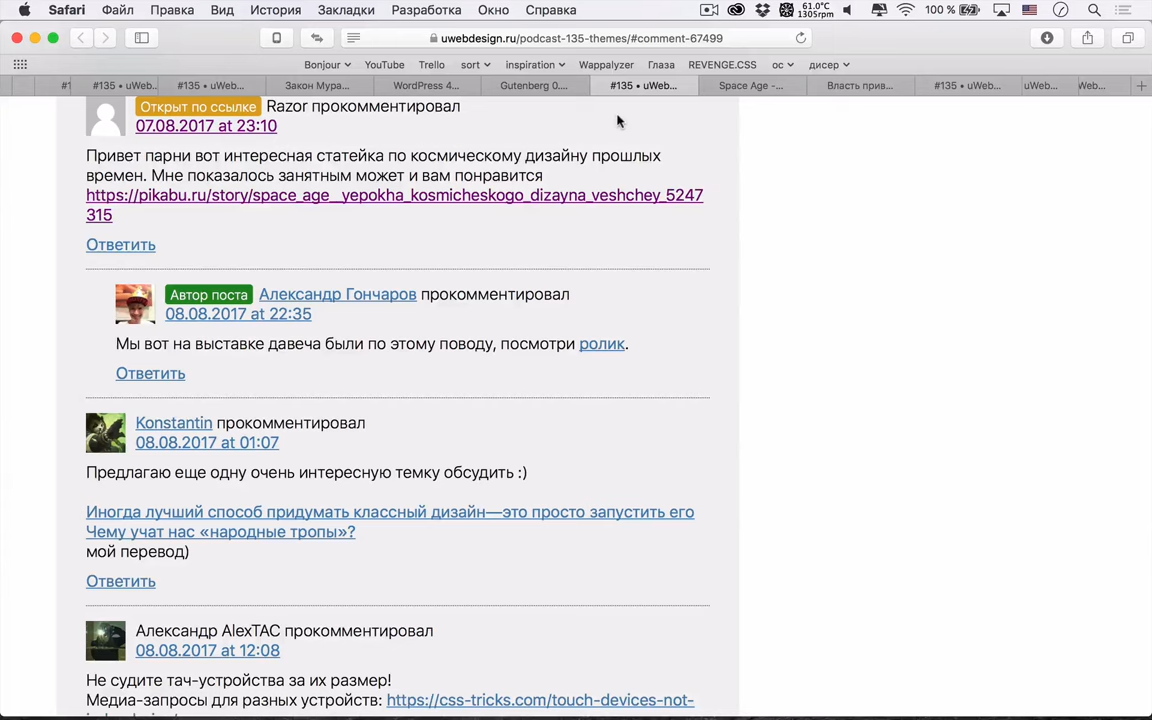 Safari Файл Правка Вид История Закладки Разработка Окно Справка 61.0°C 1305rpm 100 %
uwebdesign.ru/podcast-135-themes/#comment-67499
Bonjour YouTube Trello sort inspiration Wappalyzer Глаза REVENGE.CSS ос дисер
#1 #135 • uWeb… #135 • uWeb… Закон Мура… WordPress 4… Gutenberg 0.… #135 • uWeb… Space Age -… Власть прив… #135 • uWeb… uWeb… Web…
Открыт по ссылке Razor прокомментировал
07.08.2017 at 23:10
Привет парни вот интересная статейка по космическому дизайну прошлых
времен. Мне показалось занятным может и вам понравится
https://pikabu.ru/story/space_age__yepokha_kosmicheskogo_dizayna_veshchey_5247
315
Ответить
Автор поста Александр Гончаров прокомментировал
08.08.2017 at 22:35
Мы вот на выставке давеча были по этому поводу, посмотри ролик.
Ответить
Konstantin прокомментировал
08.08.2017 at 01:07
Предлагаю еще одну очень интересную темку обсудить :)
Иногда лучший способ придумать классный дизайн—это просто запустить его
Чему учат нас «народные тропы»?
мой перевод)
Ответить
Александр AlexTAC прокомментировал
08.08.2017 at 12:08
Не судите тач-устройства за их размер!
Медиа-запросы для разных устройств: https://css-tricks.com/touch-devices-not-